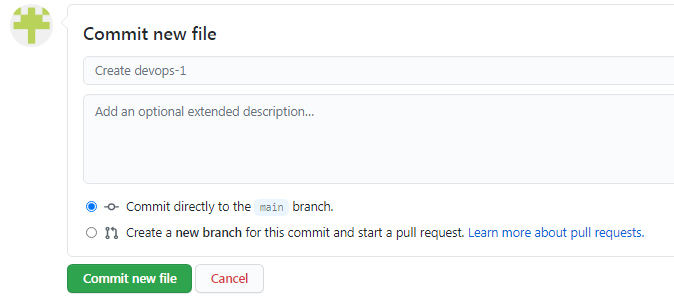 Commit new file
Create devops-1
Add an optional extended description...
Commit directly to the main branch.
Create a new branch for this commit and start a pull request. Learn more about pull requests.
Commit new file Cancel